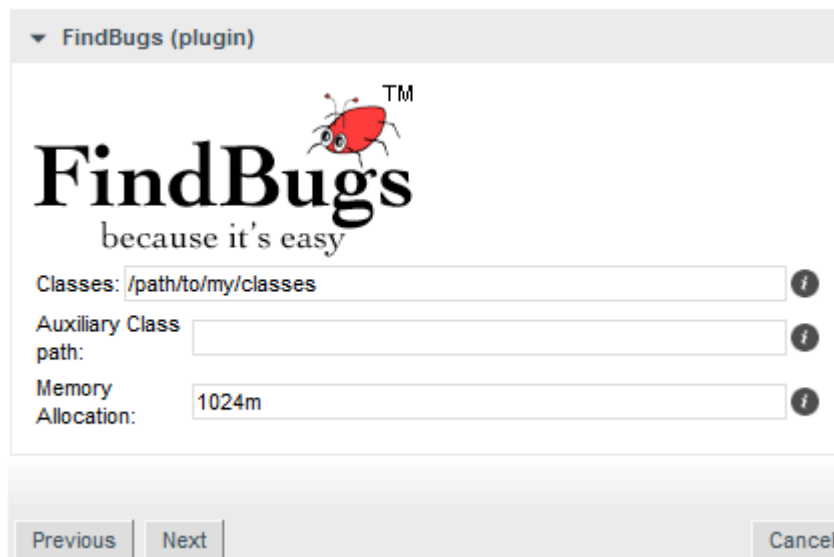 FindBugs (plugin)
TM
FindBugs
because it's easy
Classes: /path/to/my/classes
Auxiliary Class
path:
Memory
Allocation: 1024m
Previous Next Cancel